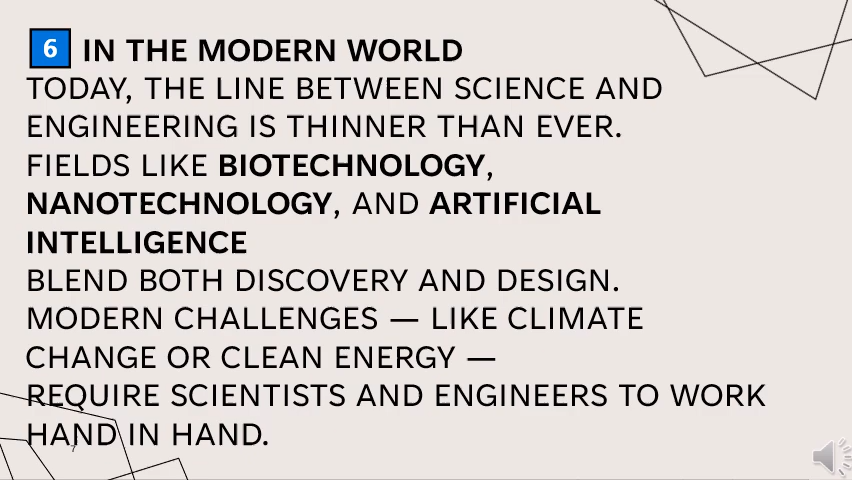 6 IN THE MODERN WORLD
TODAY, THE LINE BETWEEN SCIENCE AND
ENGINEERING IS THINNER THAN EVER.
FIELDS LIKE BIOTECHNOLOGY,
NANOTECHNOLOGY, AND ARTIFICIAL
INTELLIGENCE
BLEND BOTH DISCOVERY AND DESIGN.
MODERN CHALLENGES — LIKE CLIMATE
CHANGE OR CLEAN ENERGY —
REQUIRE SCIENTISTS AND ENGINEERS TO WORK
HAND IN HAND.
7